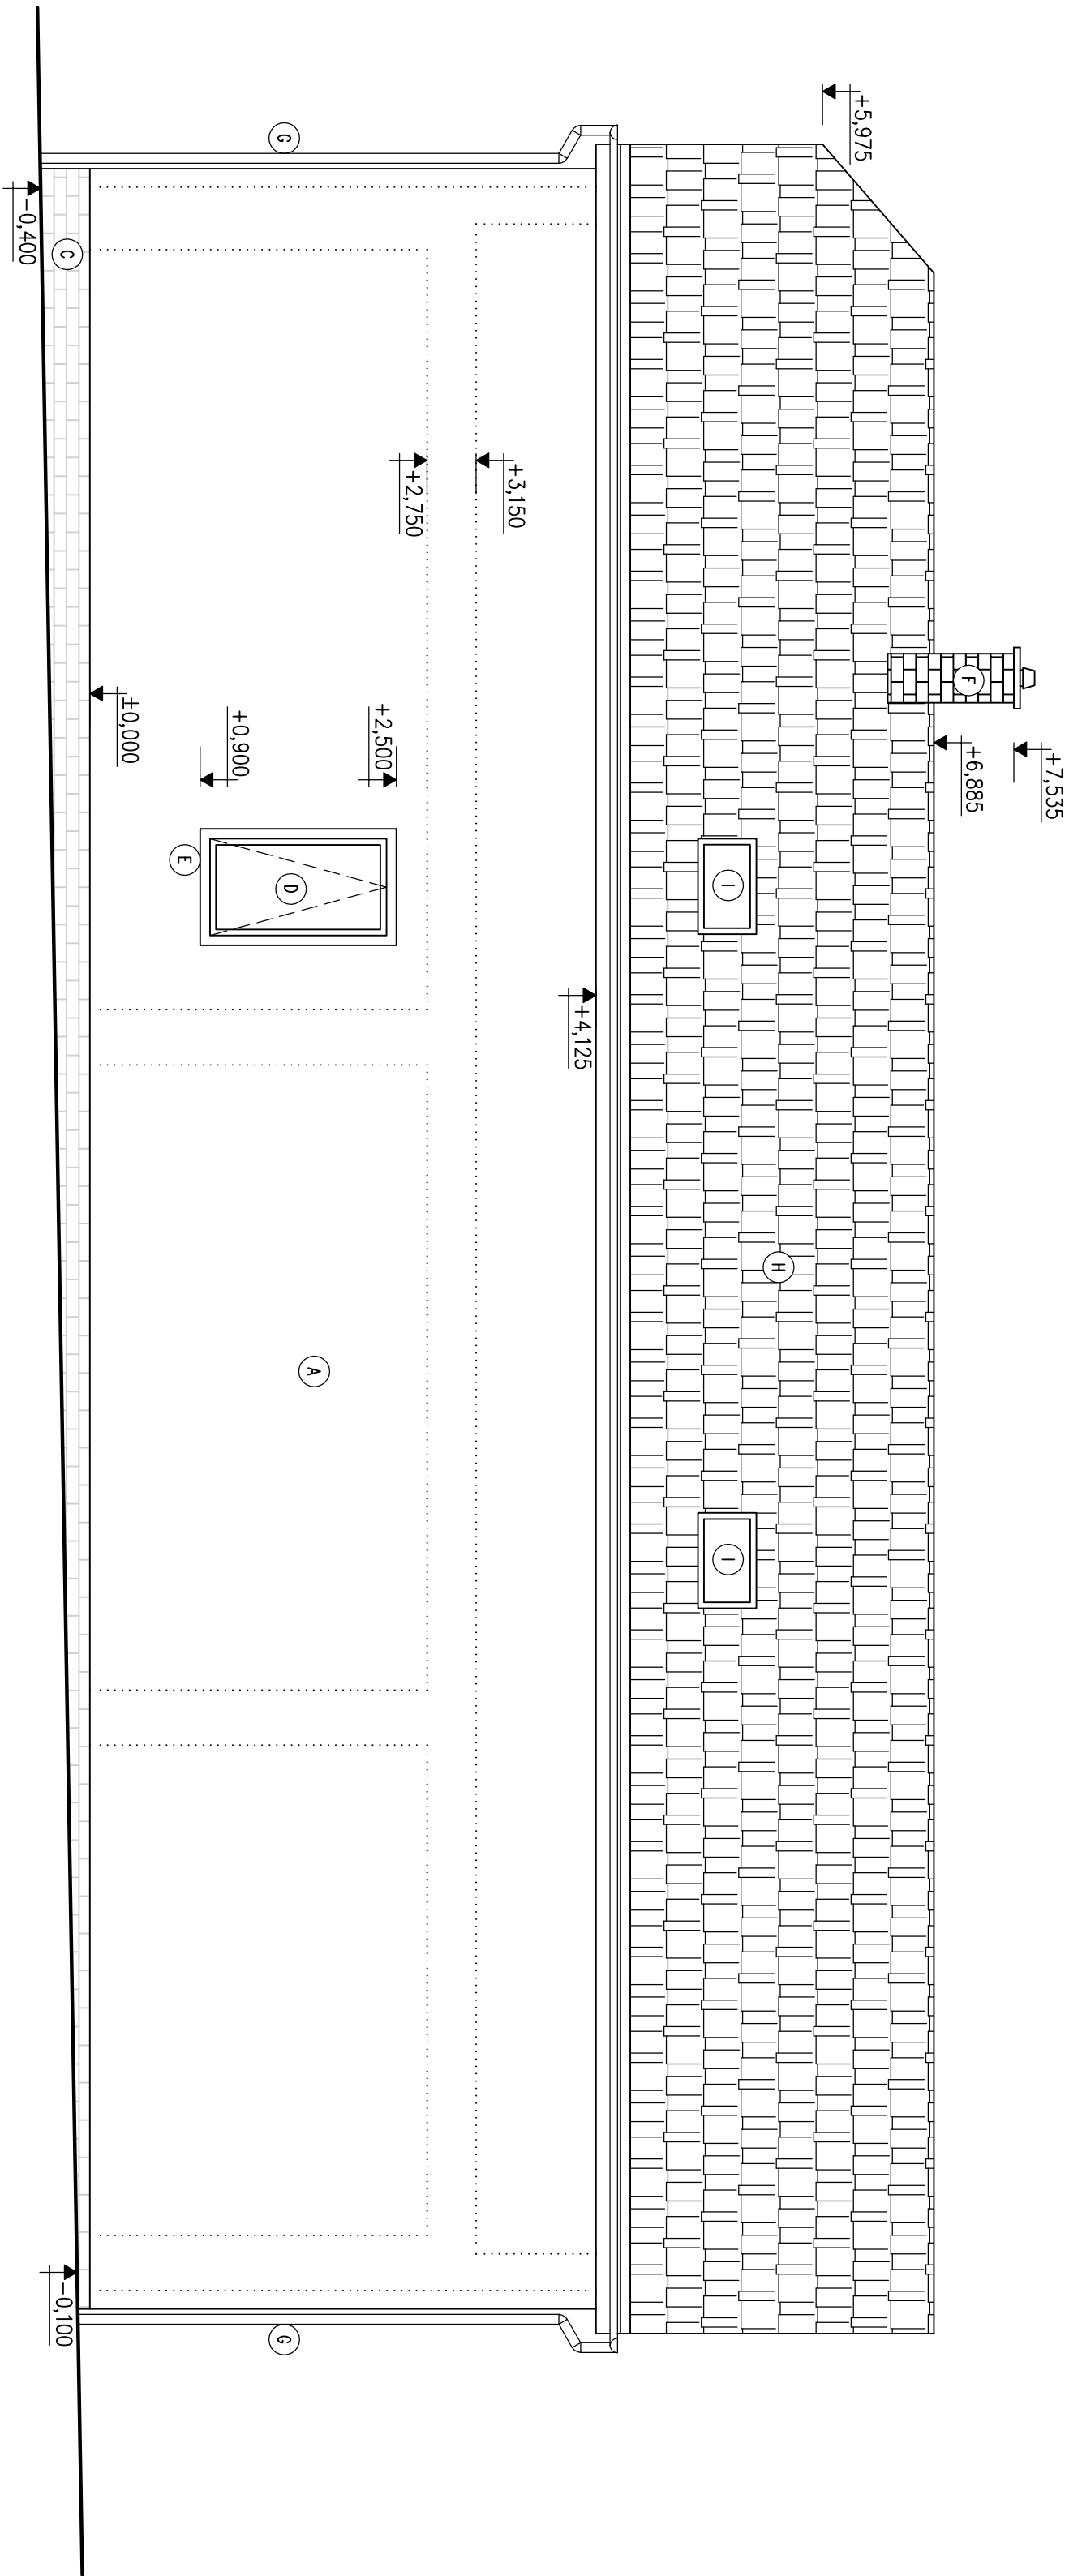 +7,535
+6,885
+5,975
F
I
I
H
+4,125
+3,150
+2,750
+2,500
+0,900
±0,000
G
D
E
A
G
C
-0,400
-0,100